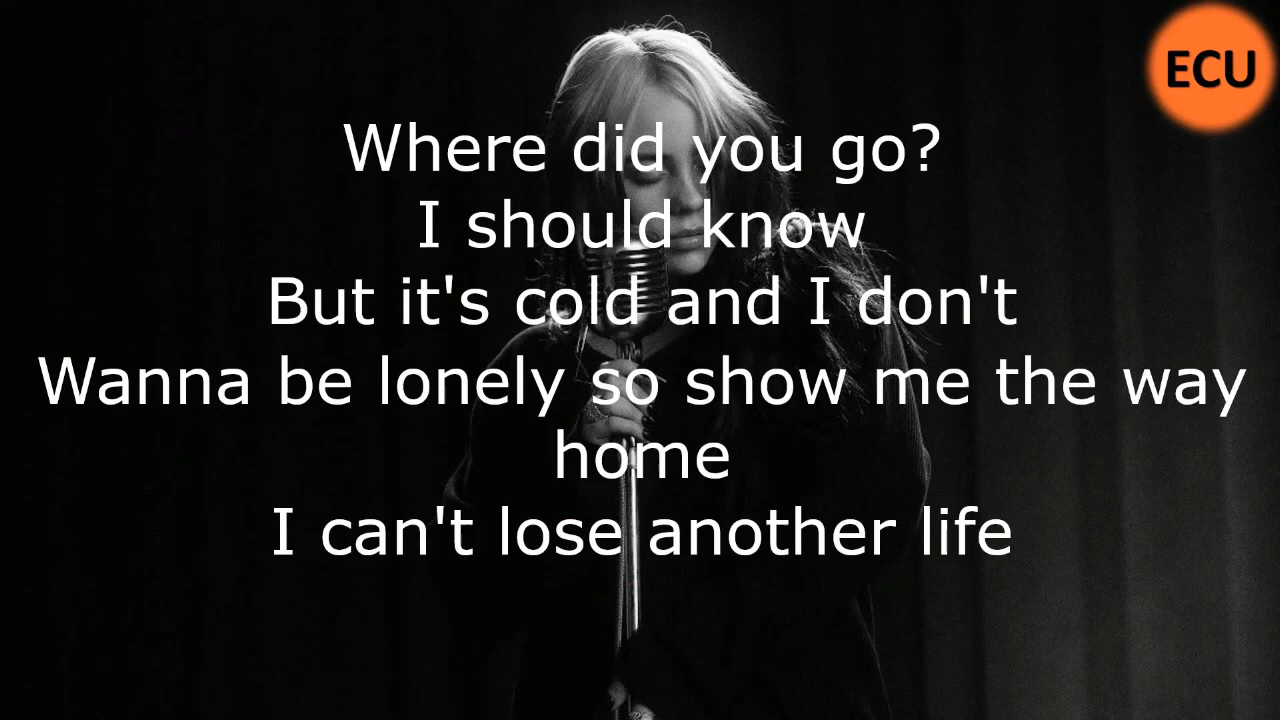 ECU
Where did you go?
I should know
But it's cold and I don't
Wanna be lonely so show me the way
home
I can't lose another life